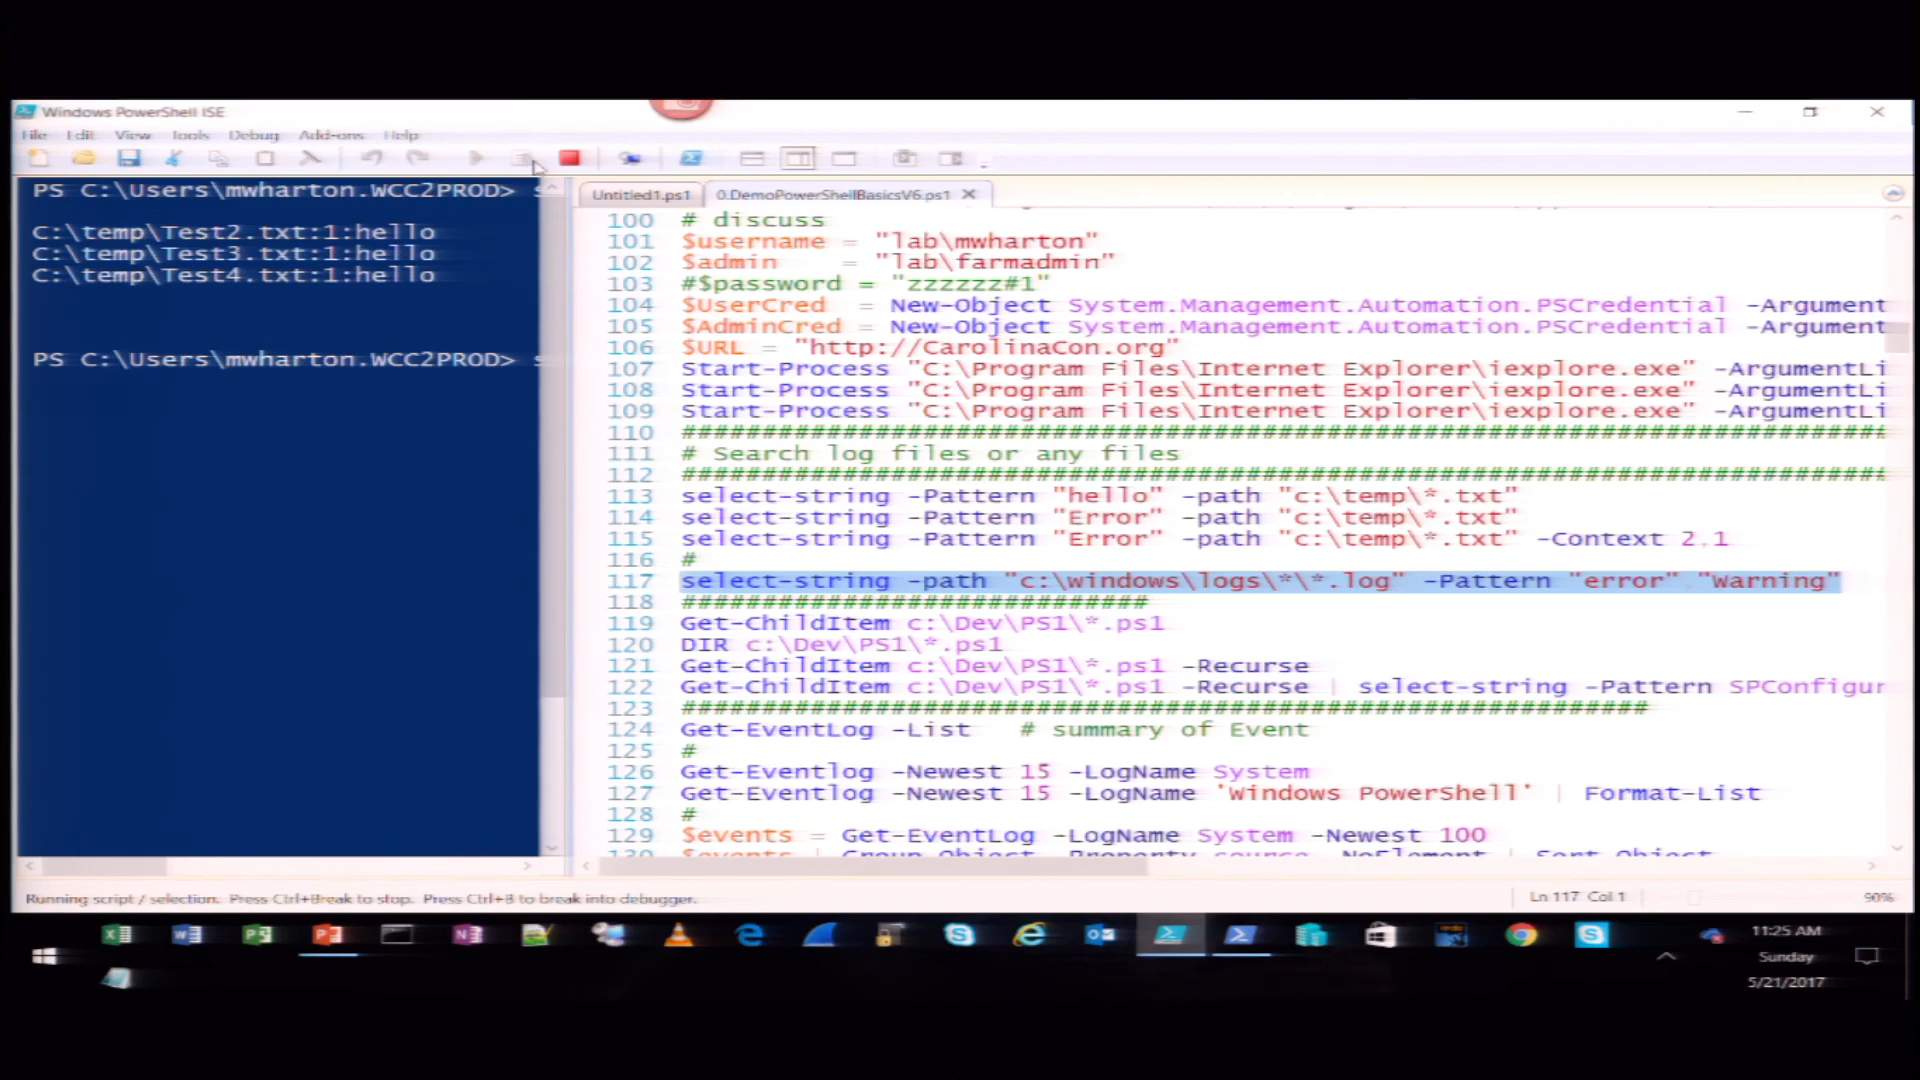 Windows PowerShell ISE
File Edit View Tools Debug Add-ons Help
PS C:\Users\mwharton.WCC2PROD> s
C:\temp\Test2.txt:1:hello
C:\temp\Test3.txt:1:hello
C:\temp\Test4.txt:1:hello
PS C:\Users\mwharton.WCC2PROD> s
Untitled1.ps1 0.DemoPowerShellBasicsV6.ps1
100 # discuss
101 $username = "lab\mwharton"
102 $admin = "lab\farmadmin"
103 #$password = "zzzzzz#1"
104 $UserCred = New-Object System.Management.Automation.PSCredential -Argument
105 $AdminCred = New-Object System.Management.Automation.PSCredential -Argument
106 $URL = "http://CarolinaCon.org"
107 Start-Process "C:\Program Files\Internet Explorer\iexplore.exe" -ArgumentLi
108 Start-Process "C:\Program Files\Internet Explorer\iexplore.exe" -ArgumentLi
109 Start-Process "C:\Program Files\Internet Explorer\iexplore.exe" -ArgumentLi
110 ###########################################################################
111 # Search log files or any files
112 ###########################################################################
113 select-string -Pattern "hello" -path "c:\temp\*.txt"
114 select-string -Pattern "Error" -path "c:\temp\*.txt"
115 select-string -Pattern "Error" -path "c:\temp\*.txt" -Context 2,1
116 #
117 select-string -path "c:\windows\logs\*\*.log" -Pattern "error","Warning"
118 #############################
119 Get-ChildItem c:\Dev\PS1\*.ps1
120 DIR c:\Dev\PS1\*.ps1
121 Get-ChildItem c:\Dev\PS1\*.ps1 -Recurse
122 Get-ChildItem c:\Dev\PS1\*.ps1 -Recurse | select-string -Pattern SPConfigur
123 ############################################################
124 Get-EventLog -List # summary of Event
125 #
126 Get-Eventlog -Newest 15 -LogName System
127 Get-Eventlog -Newest 15 -LogName 'Windows PowerShell' | Format-List
128 #
129 $events = Get-EventLog -LogName System -Newest 100
130 $events | Group-Object -Property source -NoElement | Sort-Object
Running script / selection. Press Ctrl+Break to stop. Press Ctrl+B to break into debugger.
Ln 117 Col 1
90%
11:25 AM
Sunday
5/21/2017